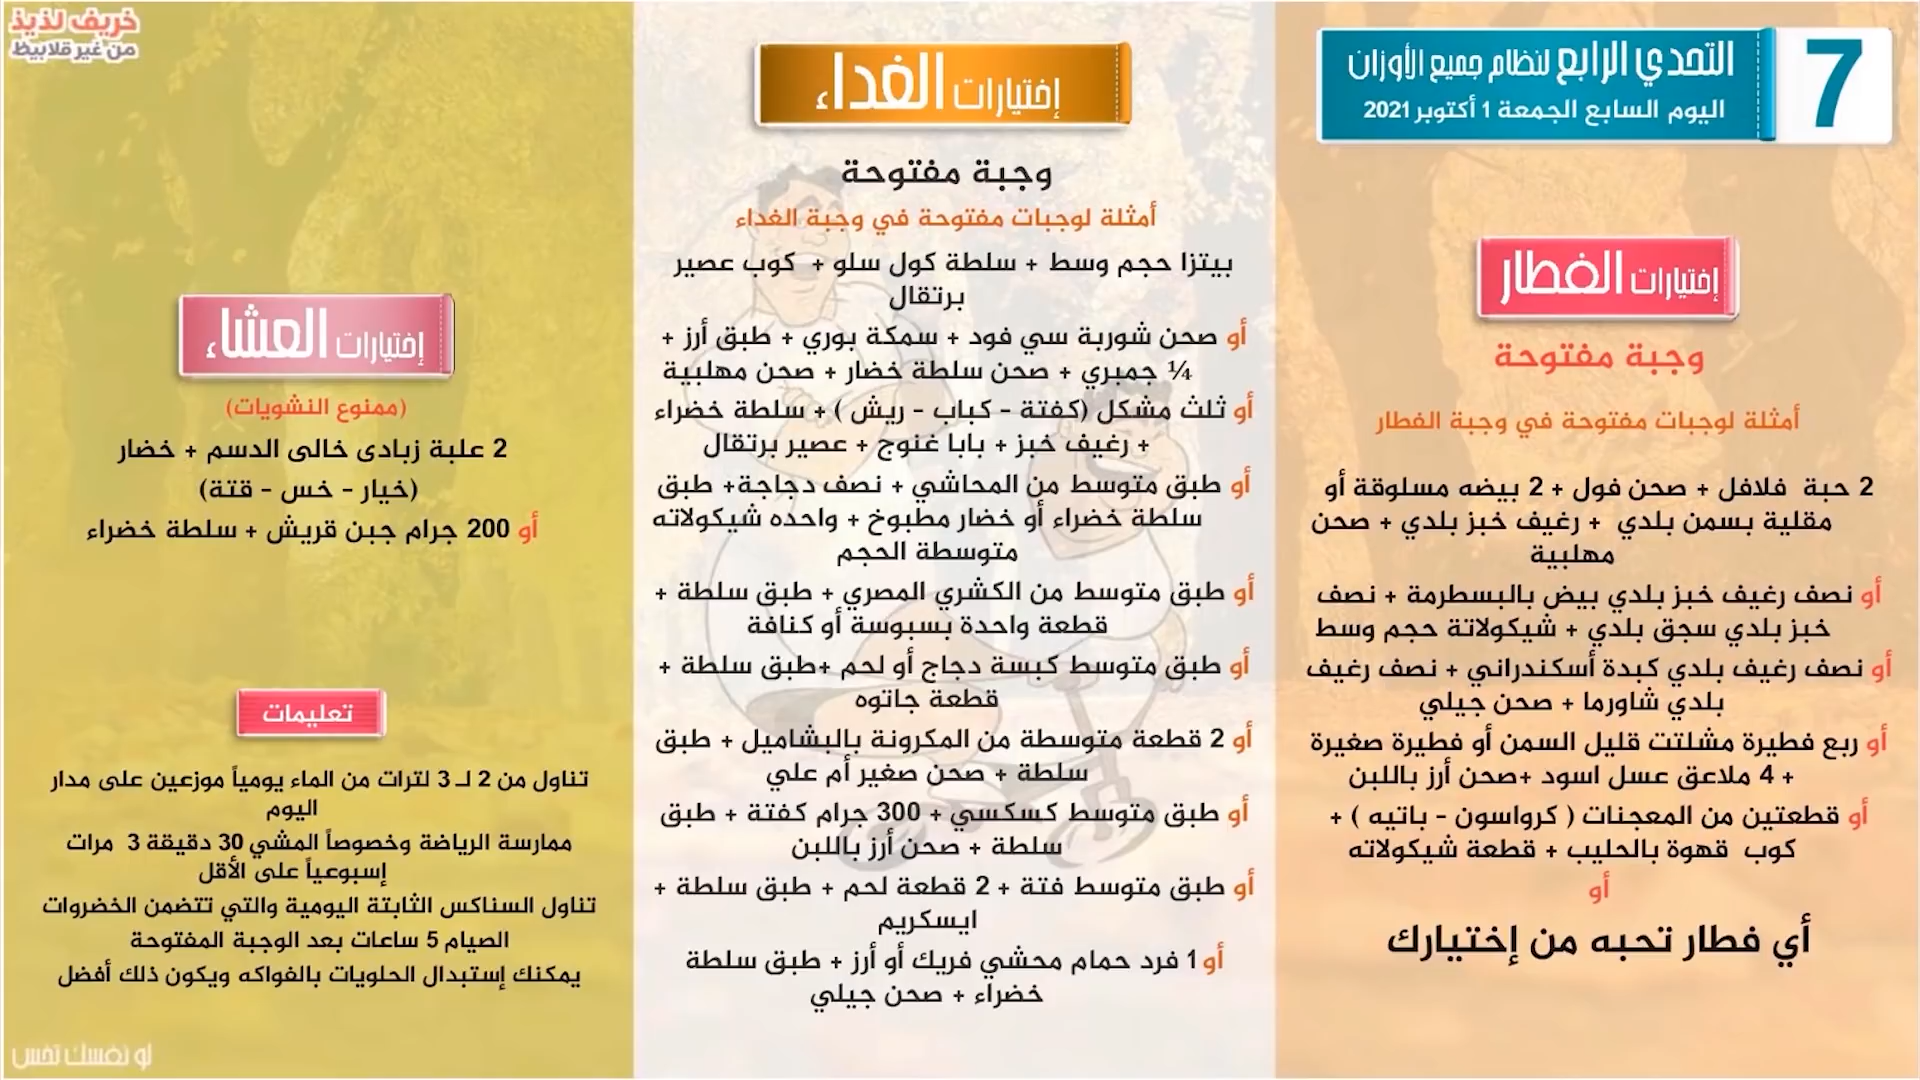 7
التحدي الرابع لنظام جميع الأوزان
اليوم السابع الجمعة 1 أكتوبر 2021
إختيارات الفطار
وجبة مفتوحة
أمثلة لوجبات مفتوحة في وجبة الفطار
2 حبة فلافل + صحن فول + 2 بيضه مسلوقة أو
مقلية بسمن بلدي + رغيف خبز بلدي + صحن
مهلبية
أو نصف رغيف خبز بلدي بيض بالبسطرمة + نصف
خبز بلدي سجق بلدي + شيكولاتة حجم وسط
أو نصف رغيف بلدي كبدة أسكندراني + نصف رغيف
بلدي شاورما + صحن جيلي
أو ربع فطيرة مشلتت قليل السمن أو فطيرة صغيرة
+ 4 ملاعق عسل اسود +صحن أرز باللبن
أو قطعتين من المعجنات ( كرواسون - باتيه ) +
كوب قهوة بالحليب + قطعة شيكولاته
أو
أي فطار تحبه من إختيارك
إختيارات الغداء
وجبة مفتوحة
أمثلة لوجبات مفتوحة في وجبة الغداء
بيتزا حجم وسط + سلطة كول سلو + كوب عصير
برتقال
أو صحن شوربة سي فود + سمكة بوري + طبق أرز +
¼ جمبري + صحن سلطة خضار + صحن مهلبية
أو ثلث مشكل (كفتة - كباب - ريش ) + سلطة خضراء
+ رغيف خبز + بابا غنوج + عصير برتقال
أو طبق متوسط من المحاشي + نصف دجاجة+ طبق
سلطة خضراء أو خضار مطبوخ + واحده شيكولاته
متوسطة الحجم
أو طبق متوسط من الكشري المصري + طبق سلطة +
قطعة واحدة بسبوسة أو كنافة
أو طبق متوسط كبسة دجاج أو لحم +طبق سلطة +
قطعة جاتوه
أو 2 قطعة متوسطة من المكرونة بالبشاميل + طبق
سلطة + صحن صغير أم علي
أو طبق متوسط كسكسي + 300 جرام كفتة + طبق
سلطة + صحن أرز باللبن
أو طبق متوسط فتة + 2 قطعة لحم + طبق سلطة +
ايسكريم
أو 1 فرد حمام محشي فريك أو أرز + طبق سلطة
خضراء + صحن جيلي
خريف لذيذ
من غير قلابيظ
إختيارات العشاء
(ممنوع النشويات)
2 علبة زبادى خالى الدسم + خضار
(خيار - خس - قتة)
أو 200 جرام جبن قريش + سلطة خضراء
تعليمات
تناول من 2 لـ 3 لترات من الماء يومياً موزعين على مدار
اليوم
ممارسة الرياضة وخصوصاً المشي 30 دقيقة 3 مرات
إسبوعياً على الأقل
تناول السناكس الثابتة اليومية والتي تتضمن الخضروات
الصيام 5 ساعات بعد الوجبة المفتوحة
يمكنك إستبدال الحلويات بالفواكه ويكون ذلك أفضل
لو نفسك تخس